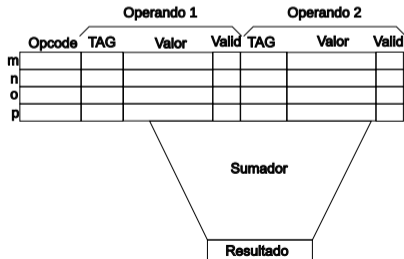 Operando 1 Operando 2
Opcode TAG Valor Valid TAG Valor Valid
m
n
o
p
Sumador
Resultado